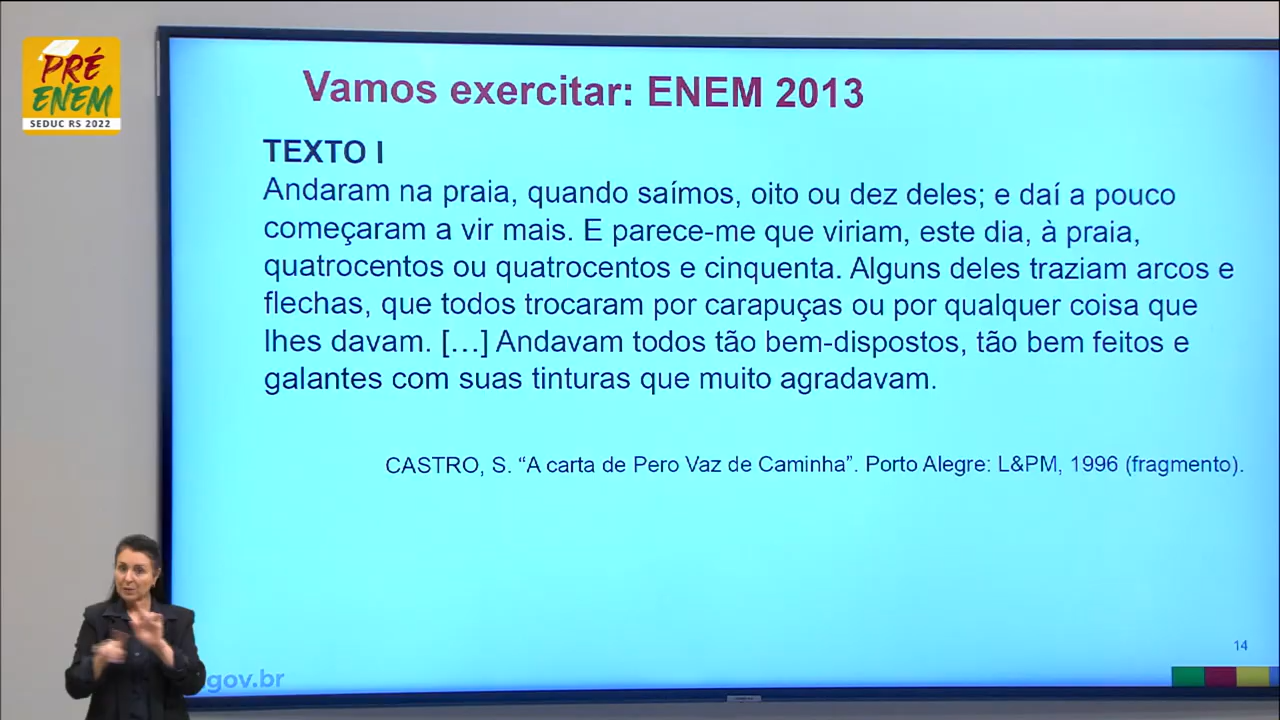 PRÉ
ENEM
SEDUC RS 2022
Vamos exercitar: ENEM 2013
TEXTO I
Andaram na praia, quando saímos, oito ou dez deles; e daí a pouco
começaram a vir mais. E parece-me que viriam, este dia, à praia,
quatrocentos ou quatrocentos e cinquenta. Alguns deles traziam arcos e
flechas, que todos trocaram por carapuças ou por qualquer coisa que
lhes davam. [...] Andavam todos tão bem-dispostos, tão bem feitos e
galantes com suas tinturas que muito agradavam.
CASTRO, S. “A carta de Pero Vaz de Caminha”. Porto Alegre: L&PM, 1996 (fragmento).
14
.gov.br